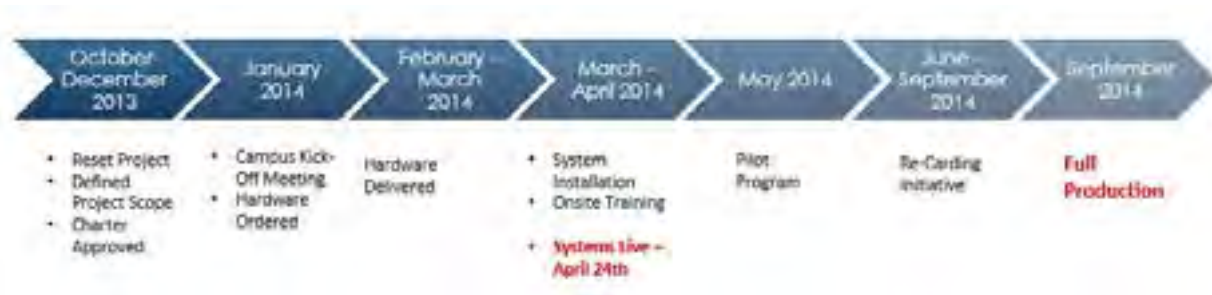 October
December
2013
January
2014
February -
March
2014
March -
April 2014
May 2014
June -
September
2014
September
2014
• Reset Project
• Defined
Project Scope
• Charter
Approved
• Campus Kick-
Off Meeting
• Hardware
Ordered
Hardware
Delivered
• System
Installation
• Onsite Training
• Systems Live –
April 24th
Pilot
Program
Re-Carding
Initiative
Full
Production